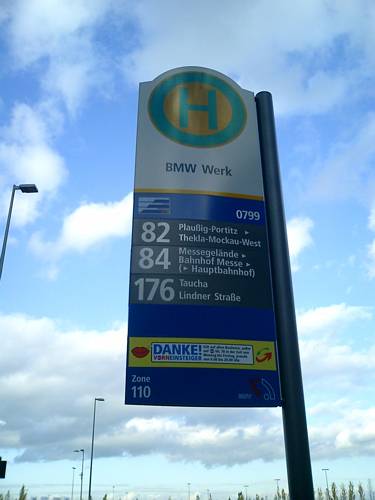 H
BMW Werk
0799
82 Plaußig-Portitz ▸
Thekla-Mockau-West
84 Messegelände ▸
Bahnhof Messe ▸
(▸ Hauptbahnhof)
176 Taucha
Lindner Straße
DANKE!
VORNEINSTEIGER
Zone
110